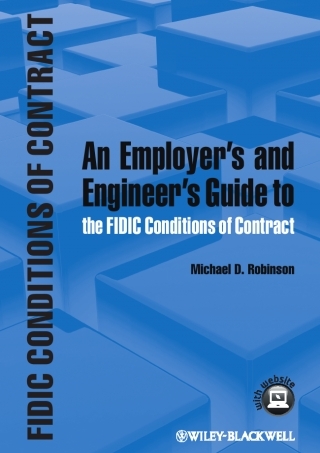 FIDIC CONDITIONS OF CONTRACT
An Employer's and
Engineer's Guide to
the FIDIC Conditions of Contract
Michael D. Robinson
with website
WILEY-BLACKWELL